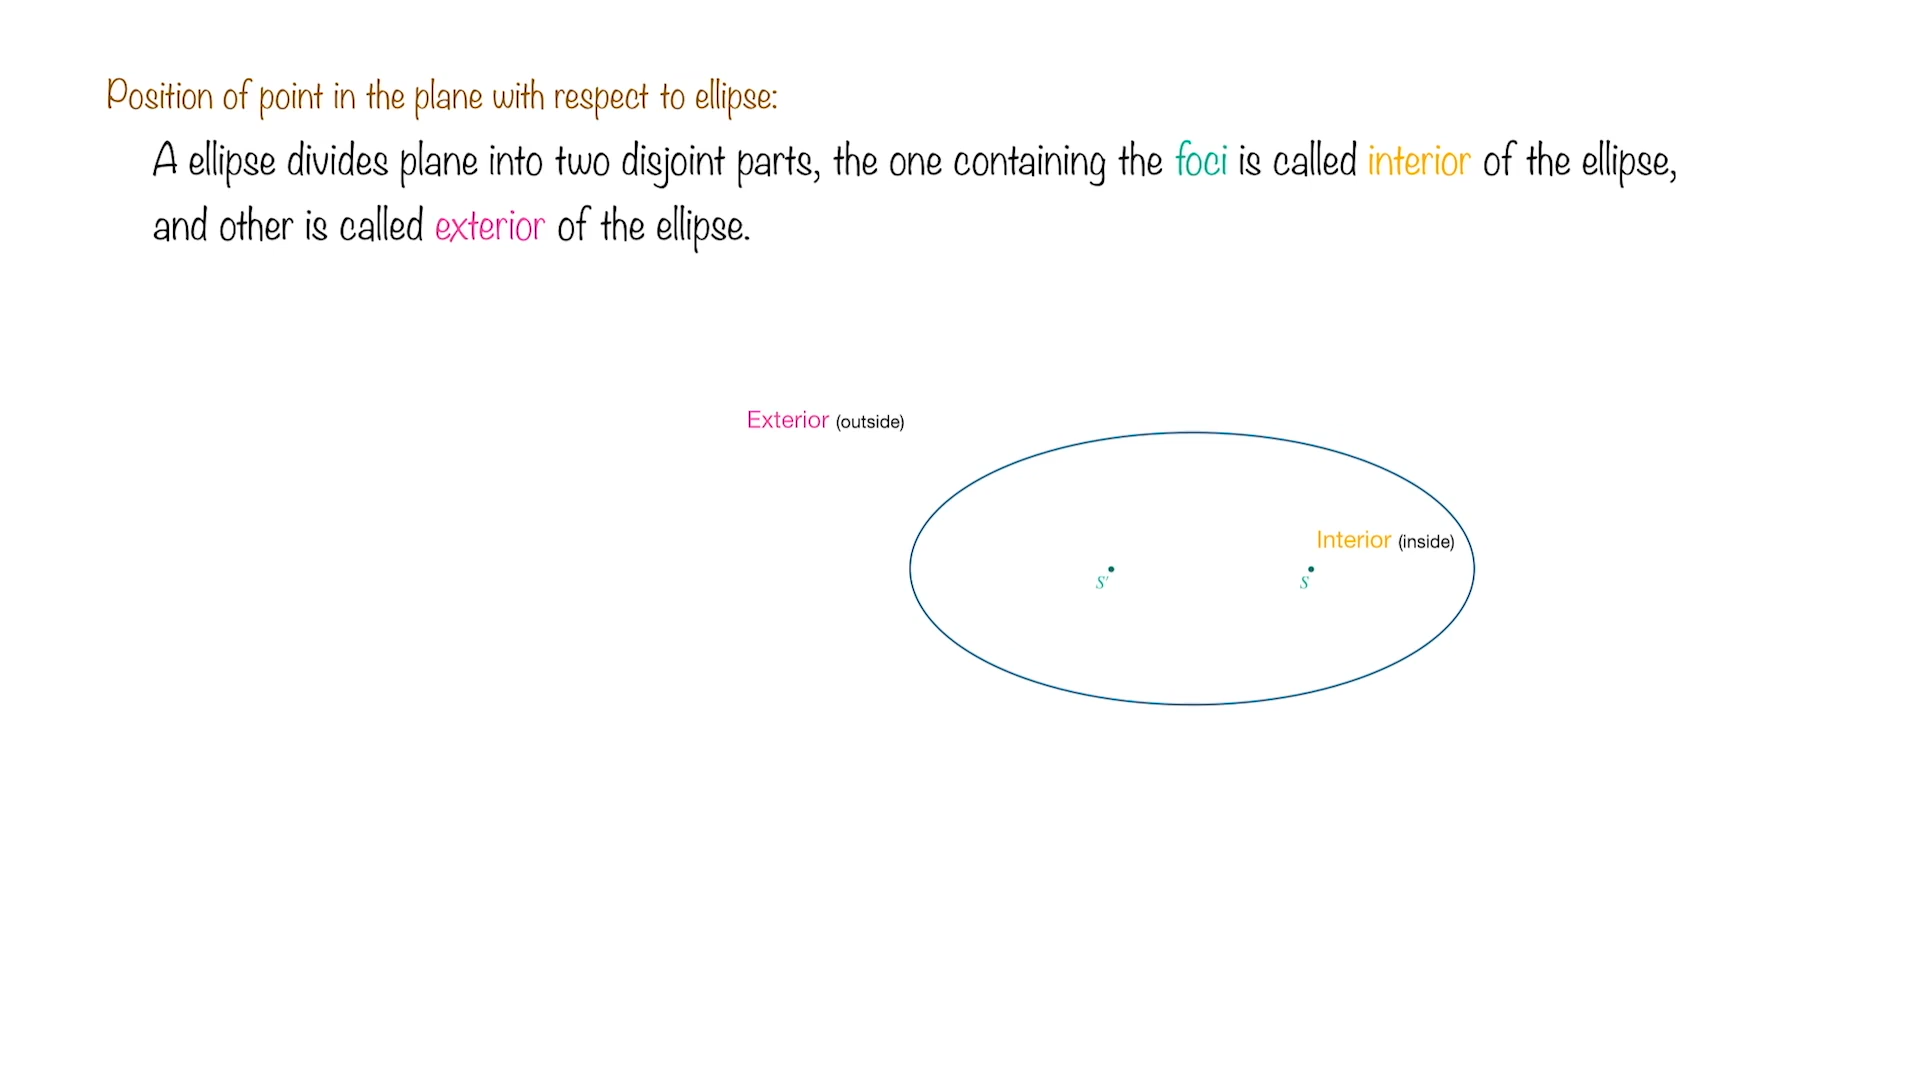 Position of point in the plane with respect to ellipse:
A ellipse divides plane into two disjoint parts, the one containing the foci is called interior of the ellipse,
and other is called exterior of the ellipse.
Exterior (outside)
Interior (inside)
S' S